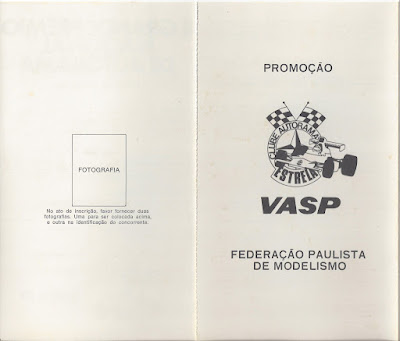 FOTOGRAFIA
No ato de inscrição, favor fornecer duas
fotografias. Uma para ser colocada acima,
e outra na identificação do concorrente.
PROMOÇÃO
CLUBE AUTORAMA
ESTRELA
VASP
FEDERAÇÃO PAULISTA
DE MODELISMO